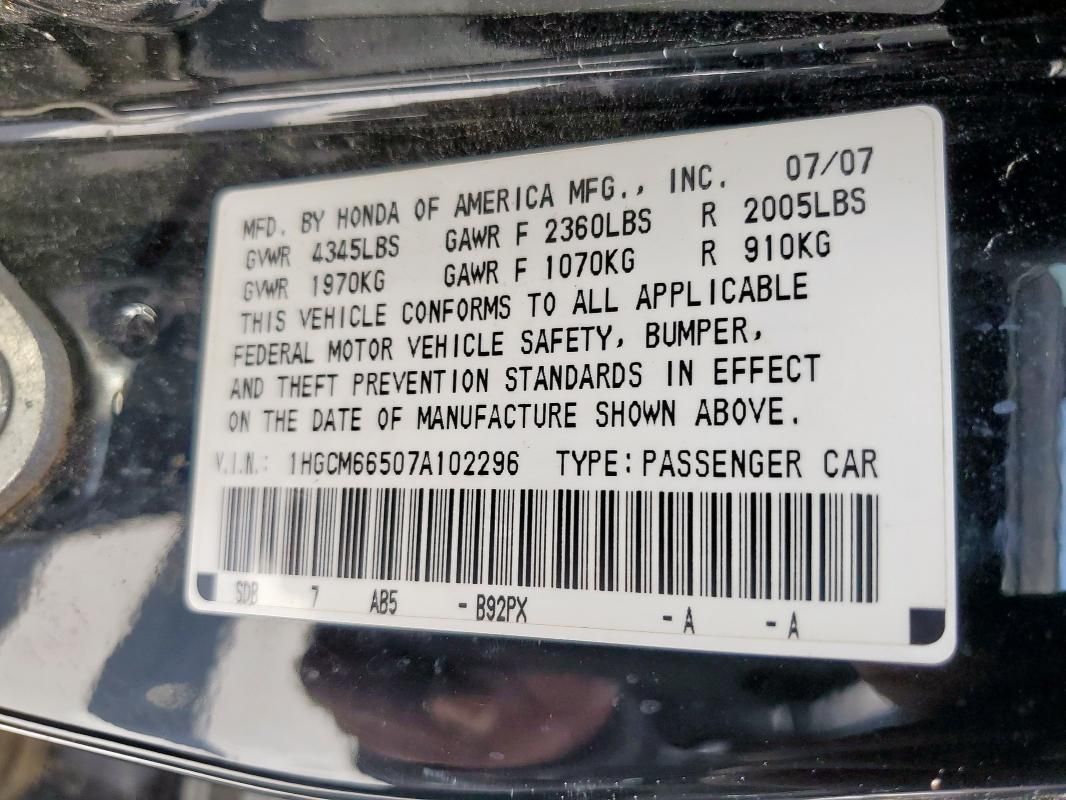 MFD. BY HONDA OF AMERICA MFG., INC. 07/07
GVWR 4345LBS GAWR F 2360LBS R 2005LBS
GVWR 1970KG GAWR F 1070KG R 910KG
THIS VEHICLE CONFORMS TO ALL APPLICABLE
FEDERAL MOTOR VEHICLE SAFETY, BUMPER,
AND THEFT PREVENTION STANDARDS IN EFFECT
ON THE DATE OF MANUFACTURE SHOWN ABOVE.
V.I.N.: 1HGCM66507A102296 TYPE:PASSENGER CAR
SDB 7 AB5 -B92PX -A -A